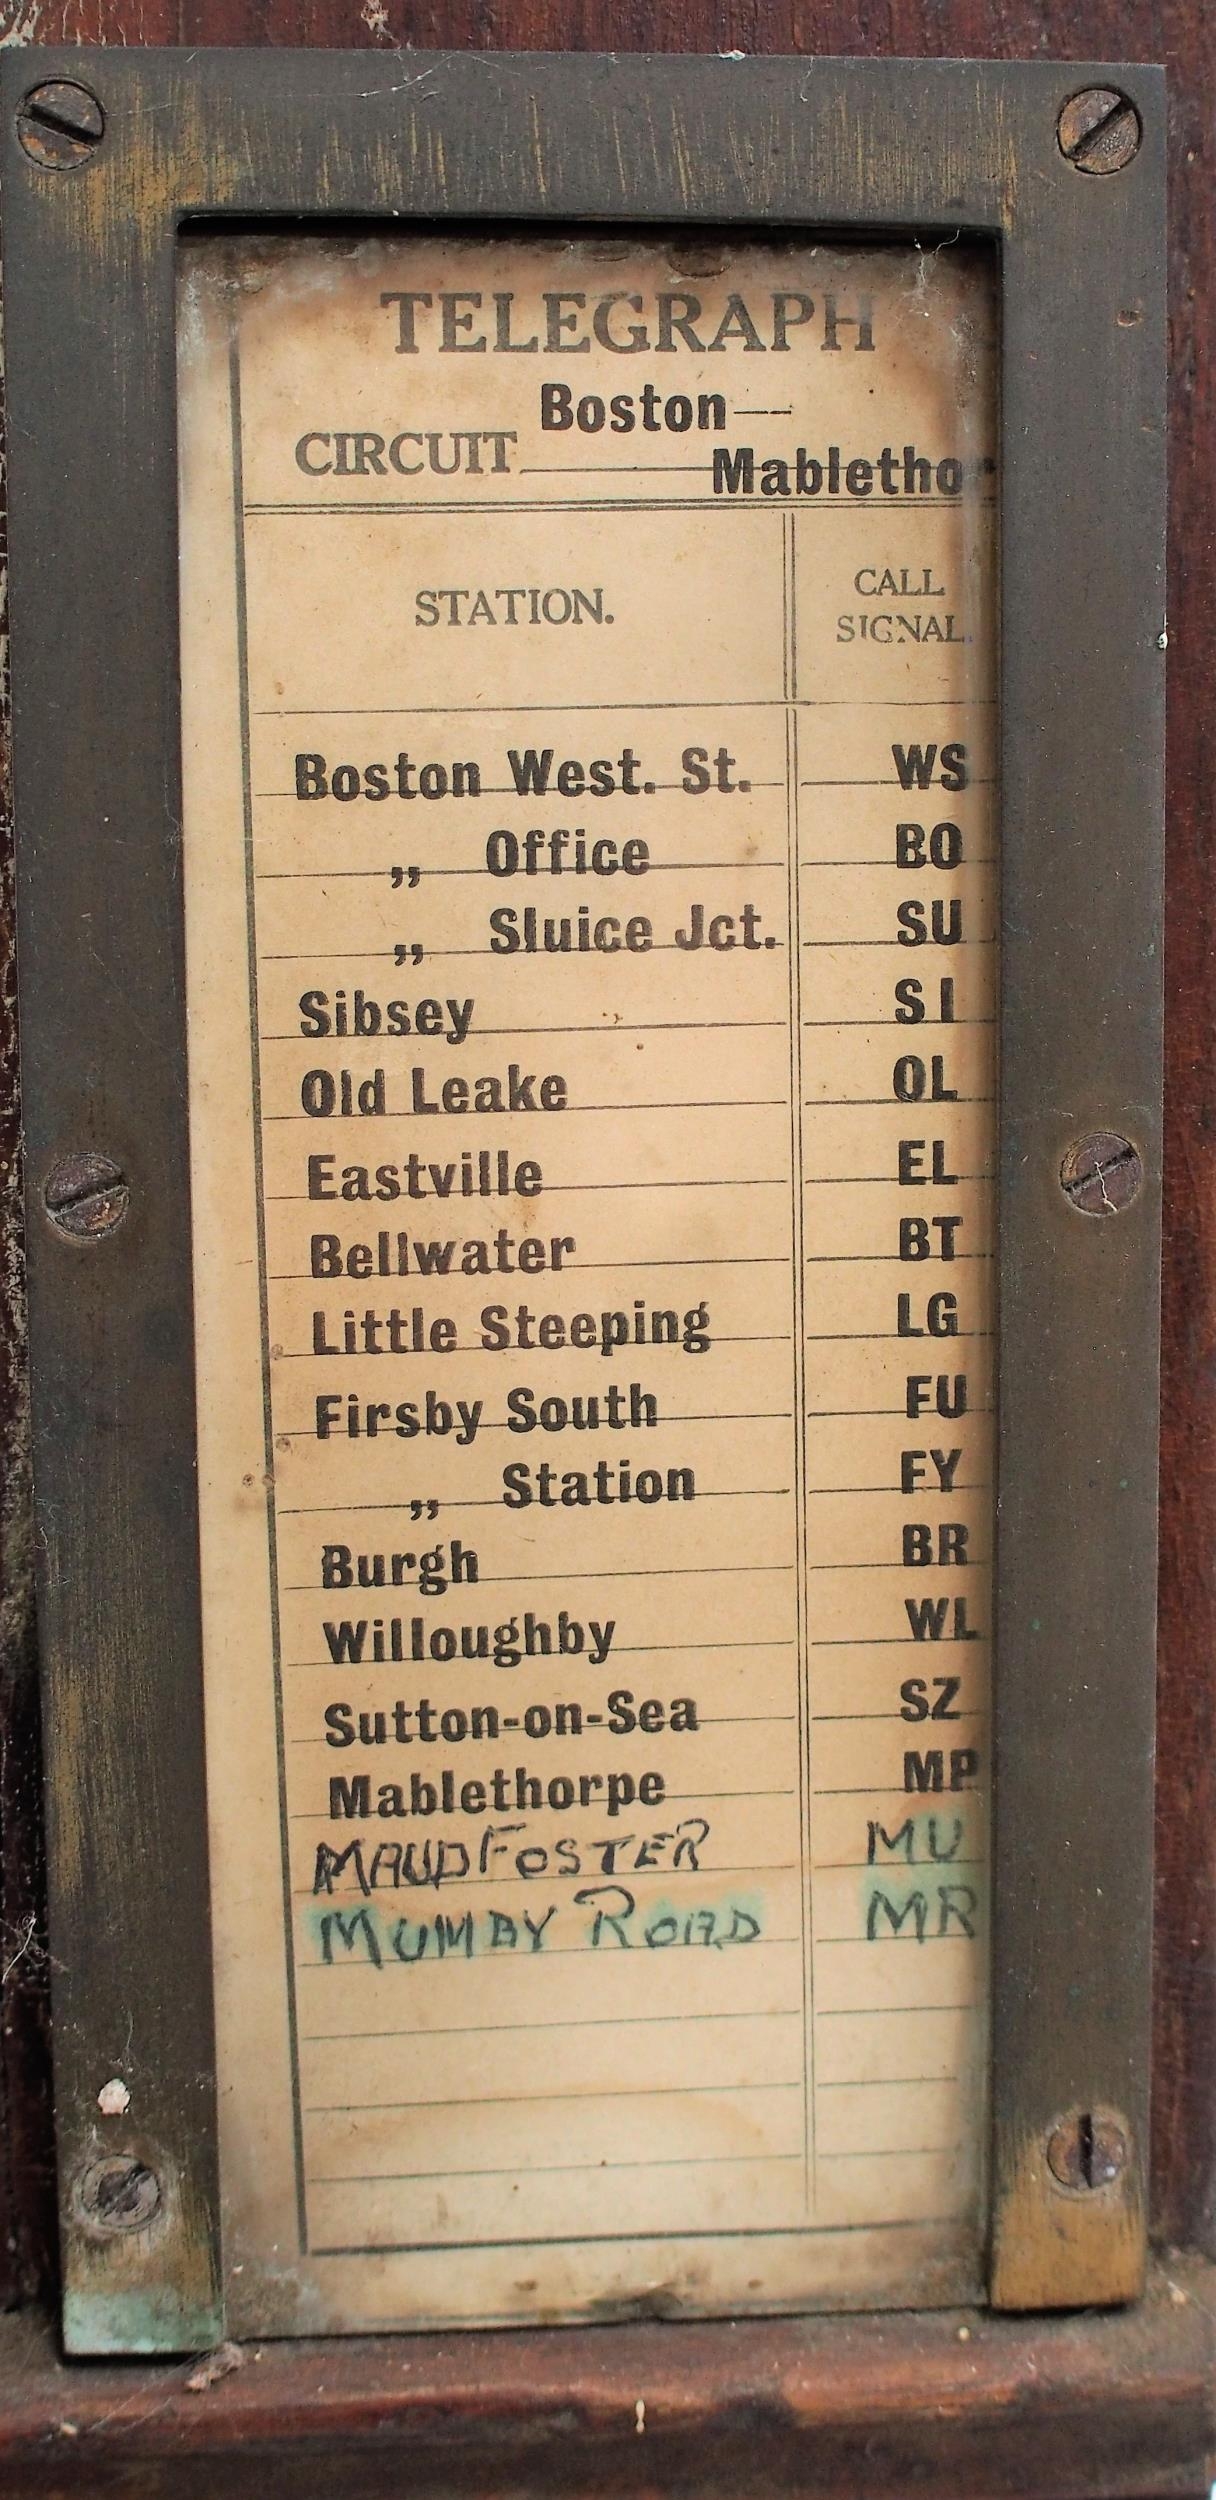 TELEGRAPH
Boston—
CIRCUIT Mablethor
STATION. CALL SIGNAL.
Boston West. St. WS
„ Office BO
„ Sluice Jct. SU
Sibsey SI
Old Leake OL
Eastville EL
Bellwater BT
Little Steeping LG
Firsby South FU
„ Station FY
Burgh BR
Willoughby WL
Sutton-on-Sea SZ
Mablethorpe MP
MAUD FOSTER MU
MUMBY ROAD MR